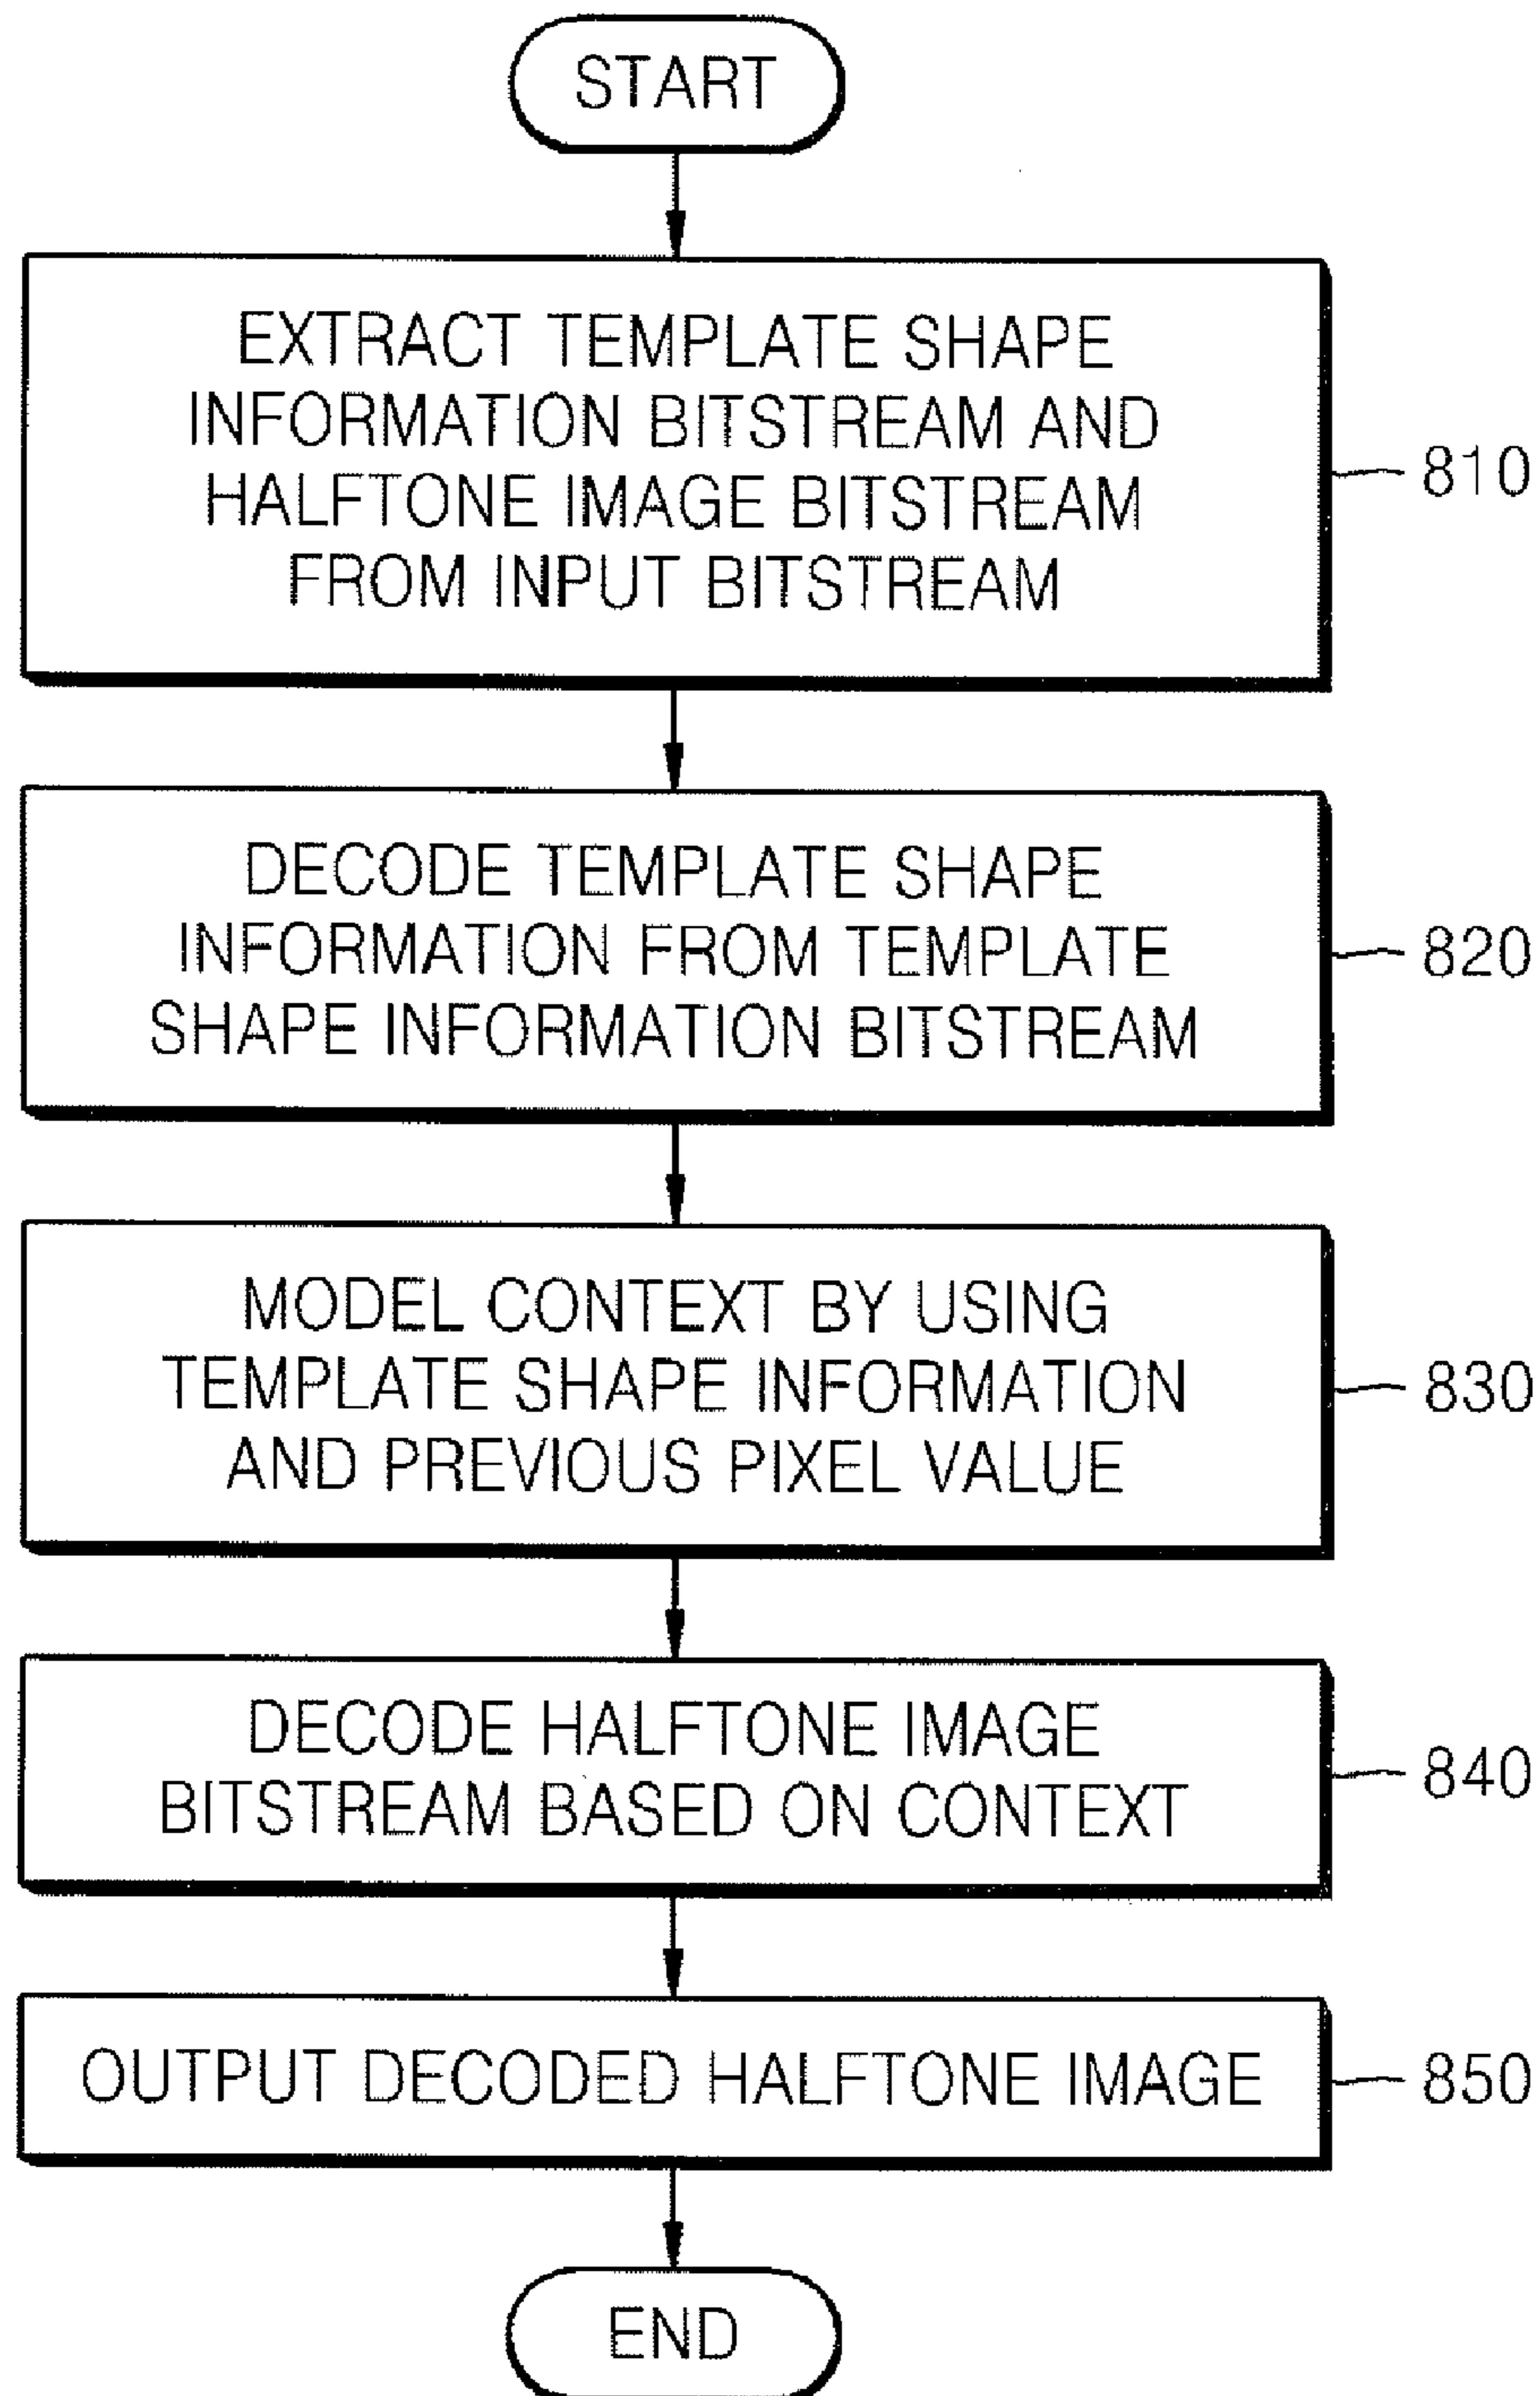 START
EXTRACT TEMPLATE SHAPE
INFORMATION BITSTREAM AND
HALFTONE IMAGE BITSTREAM
FROM INPUT BITSTREAM
810
DECODE TEMPLATE SHAPE
INFORMATION FROM TEMPLATE
SHAPE INFORMATION BITSTREAM
820
MODEL CONTEXT BY USING
TEMPLATE SHAPE INFORMATION
AND PREVIOUS PIXEL VALUE
830
DECODE HALFTONE IMAGE
BITSTREAM BASED ON CONTEXT
840
OUTPUT DECODED HALFTONE IMAGE
850
END